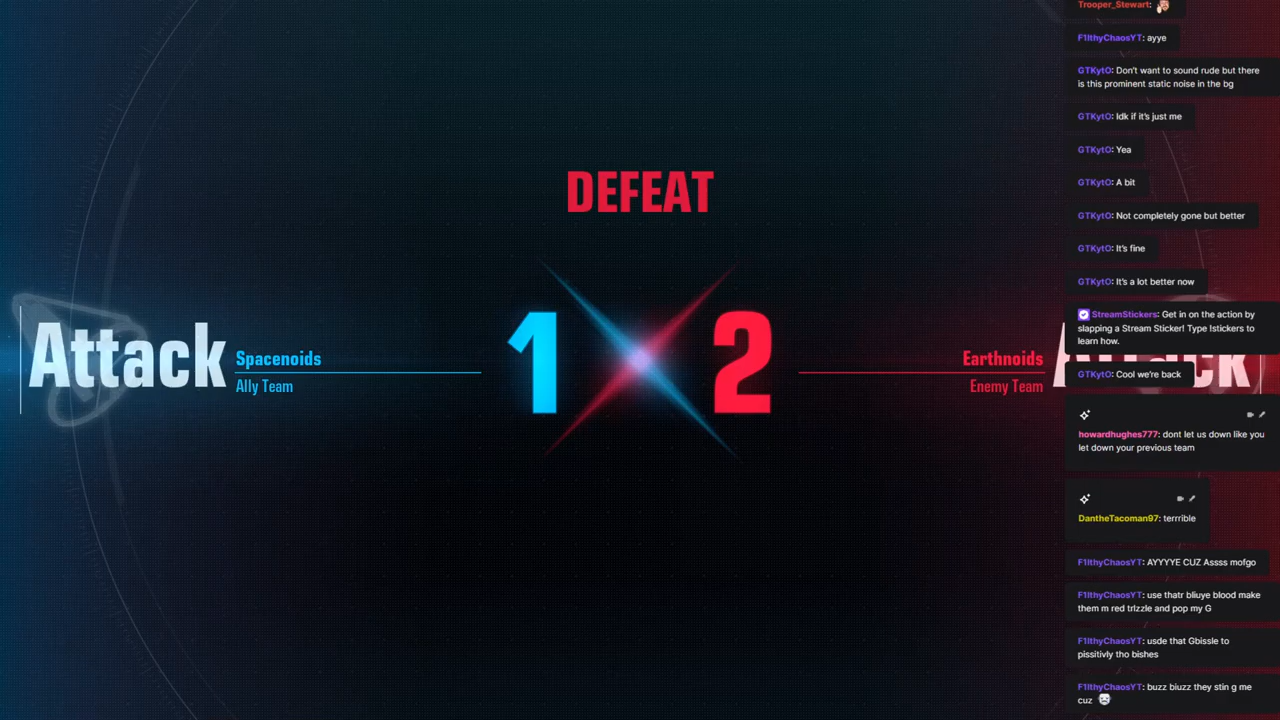 Trooper_Stewart:
F1lthyChaosYT: ayye
GTKytO: Don't want to sound rude but there
is this prominent static noise in the bg
GTKytO: Idk if it's just me
GTKytO: Yea
GTKytO: A bit
DEFEAT
GTKytO: Not completely gone but better
GTKytO: It's fine
GTKytO: It's a lot better now
StreamStickers: Get in on the action by
slapping a Stream Sticker! Type !stickers to
learn how.
Attack
Spacenoids
Ally Team
1
2
Earthnoids
Enemy Team
Attack
GTKytO: Cool we're back
howardhughes777: dont let us down like you
let down your previous team
DantheTacoman97: terrrible
F1lthyChaosYT: AYYYYE CUZ Assss mofgo
F1lthyChaosYT: use thatr bliuye blood make
them m red trlzzle and pop my G
F1lthyChaosYT: usde that Gbissle to
pissitivly tho bishes
F1lthyChaosYT: buzz biuzz they stin g me
cuz